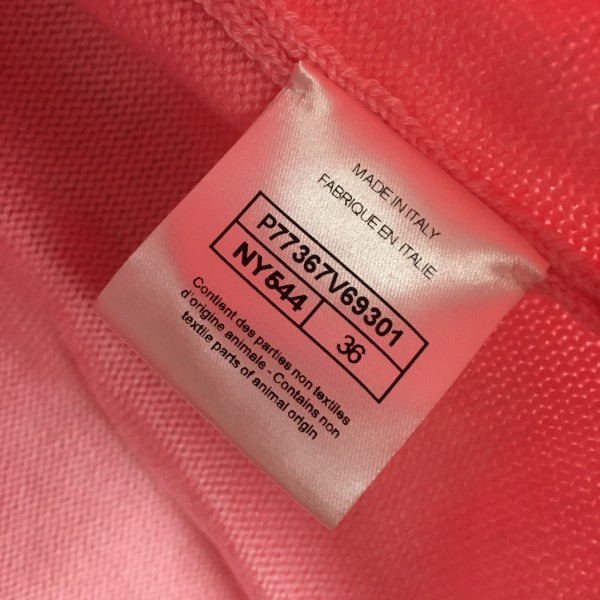 MADE IN ITALY
FABRIQUE EN ITALIE
P77367V69301
NY544 36
Contient des parties non textiles
d'origine animale - Contains non
textile parts of animal origin